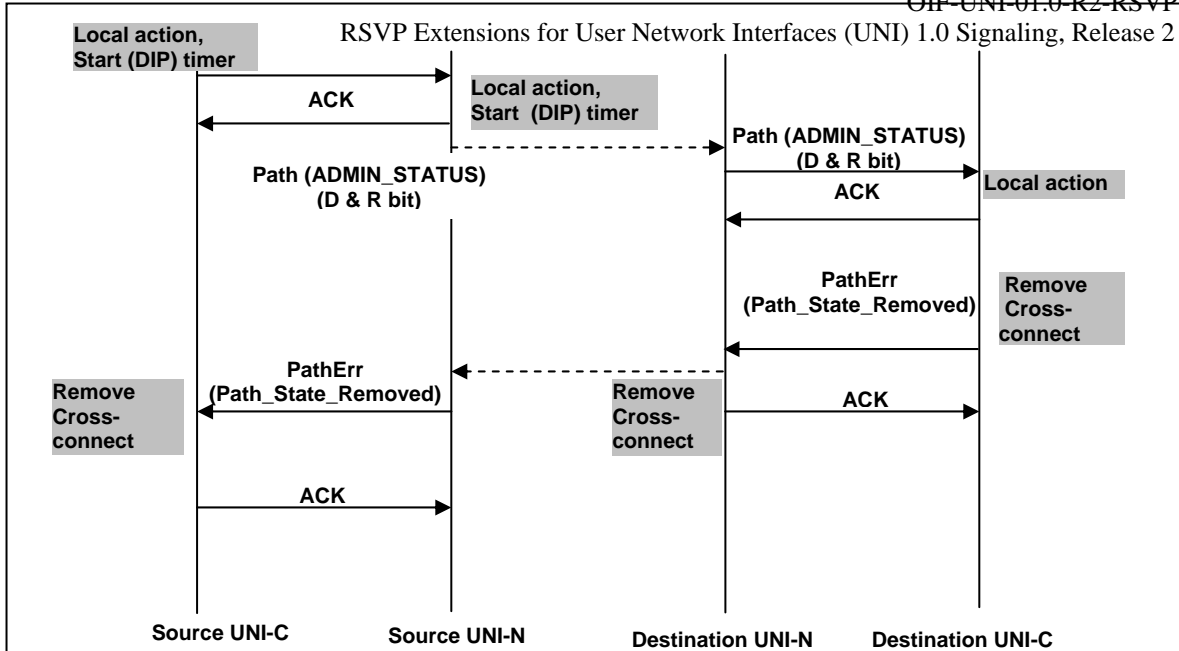 OIF-UNI-01.0-R2-RSVP
RSVP Extensions for User Network Interfaces (UNI) 1.0 Signaling, Release 2
Local action,
Start (DIP) timer
ACK
Local action,
Start (DIP) timer
Path (ADMIN_STATUS)
(D & R bit)
Path (ADMIN_STATUS)
(D & R bit)
Local action
ACK
PathErr
(Path_State_Removed)
Remove
Cross-
connect
PathErr
(Path_State_Removed)
Remove
Cross-
connect
Remove
Cross-
connect
ACK
ACK
Source UNI-C
Source UNI-N
Destination UNI-N
Destination UNI-C